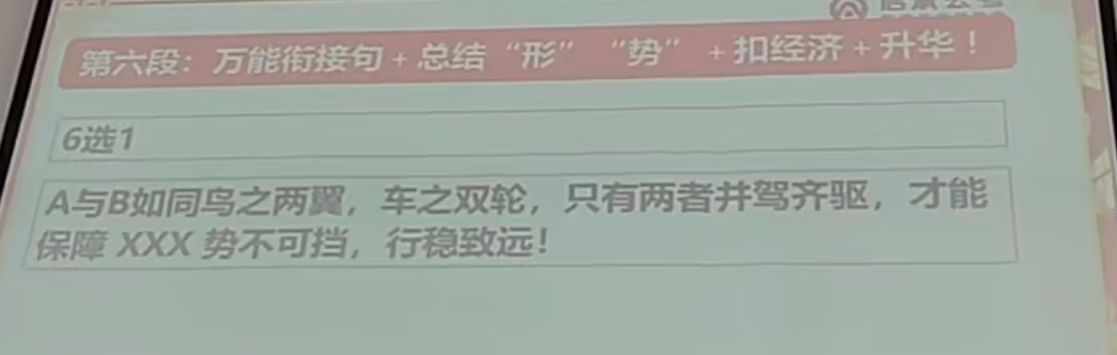 第六段：万能衔接句+总结“形”“势”+扣经济+升华！
6选1
A与B如同鸟之两翼，车之双轮，只有两者并驾齐驱，才能
保障 XXX 势不可挡，行稳致远！